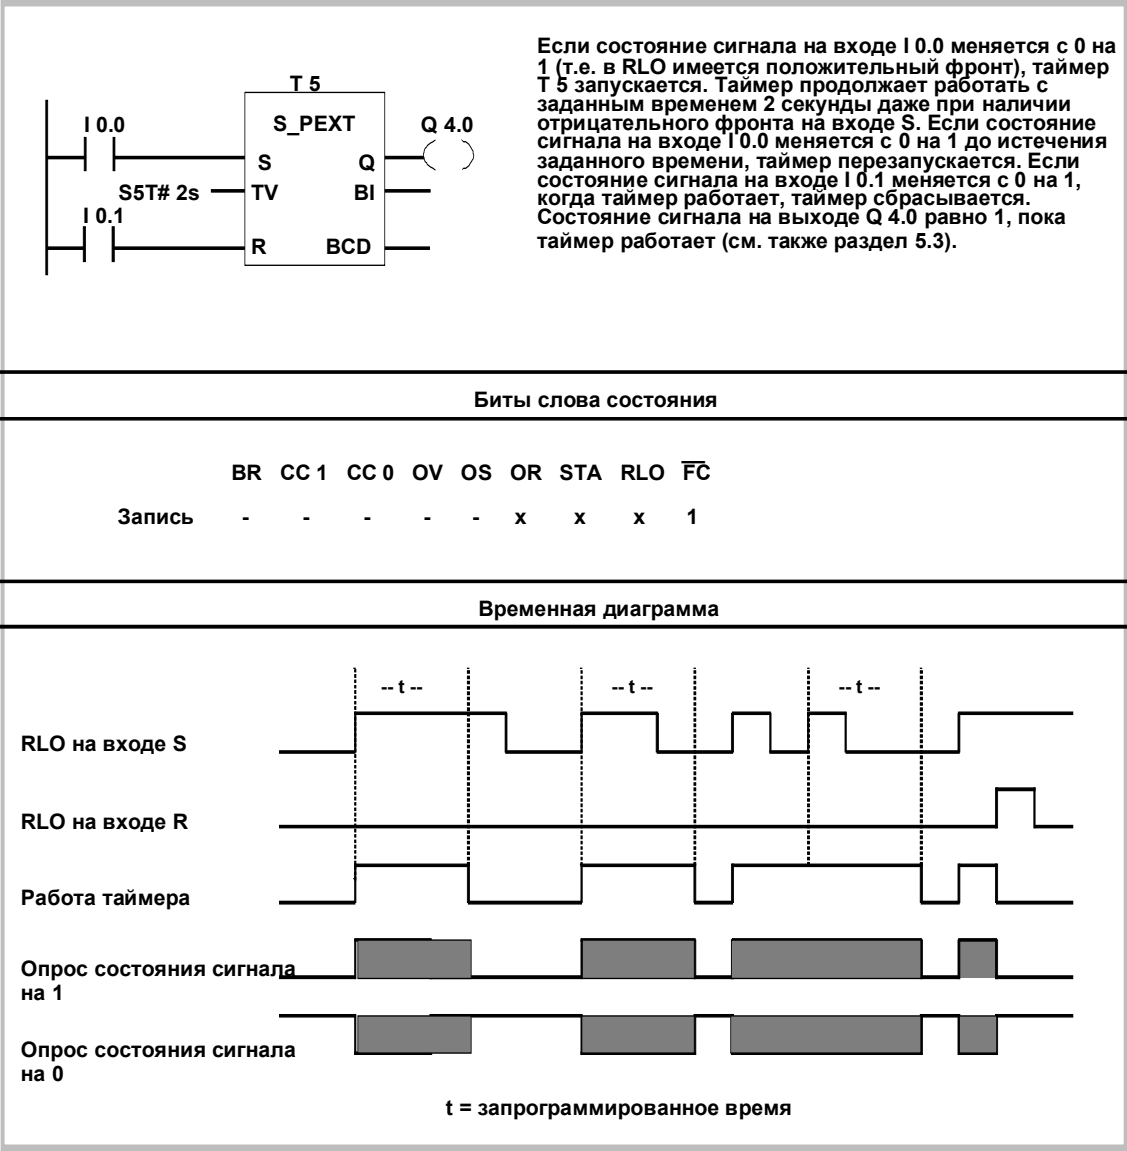 Если состояние сигнала на входе I 0.0 меняется с 0 на
1 (т.е. в RLO имеется положительный фронт), таймер
T 5 запускается. Таймер продолжает работать с
заданным временем 2 секунды даже при наличии
отрицательного фронта на входе S. Если состояние
сигнала на входе I 0.0 меняется с 0 на 1 до истечения
заданного времени, таймер перезапускается. Если
состояние сигнала на входе I 0.1 меняется с 0 на 1,
когда таймер работает, таймер сбрасывается.
Состояние сигнала на выходе Q 4.0 равно 1, пока
таймер работает (см. также раздел 5.3).
T 5
I 0.0 S_PEXT Q 4.0
S Q
S5T# 2s TV BI
I 0.1
R BCD
Биты слова состояния
BR CC 1 CC 0 OV OS OR STA RLO F̅C̅
Запись - - - - - x x x 1
Временная диаграмма
-- t -- -- t -- -- t --
RLO на входе S
RLO на входе R
Работа таймера
Опрос состояния сигнала
на 1
Опрос состояния сигнала
на 0
t = запрограммированное время